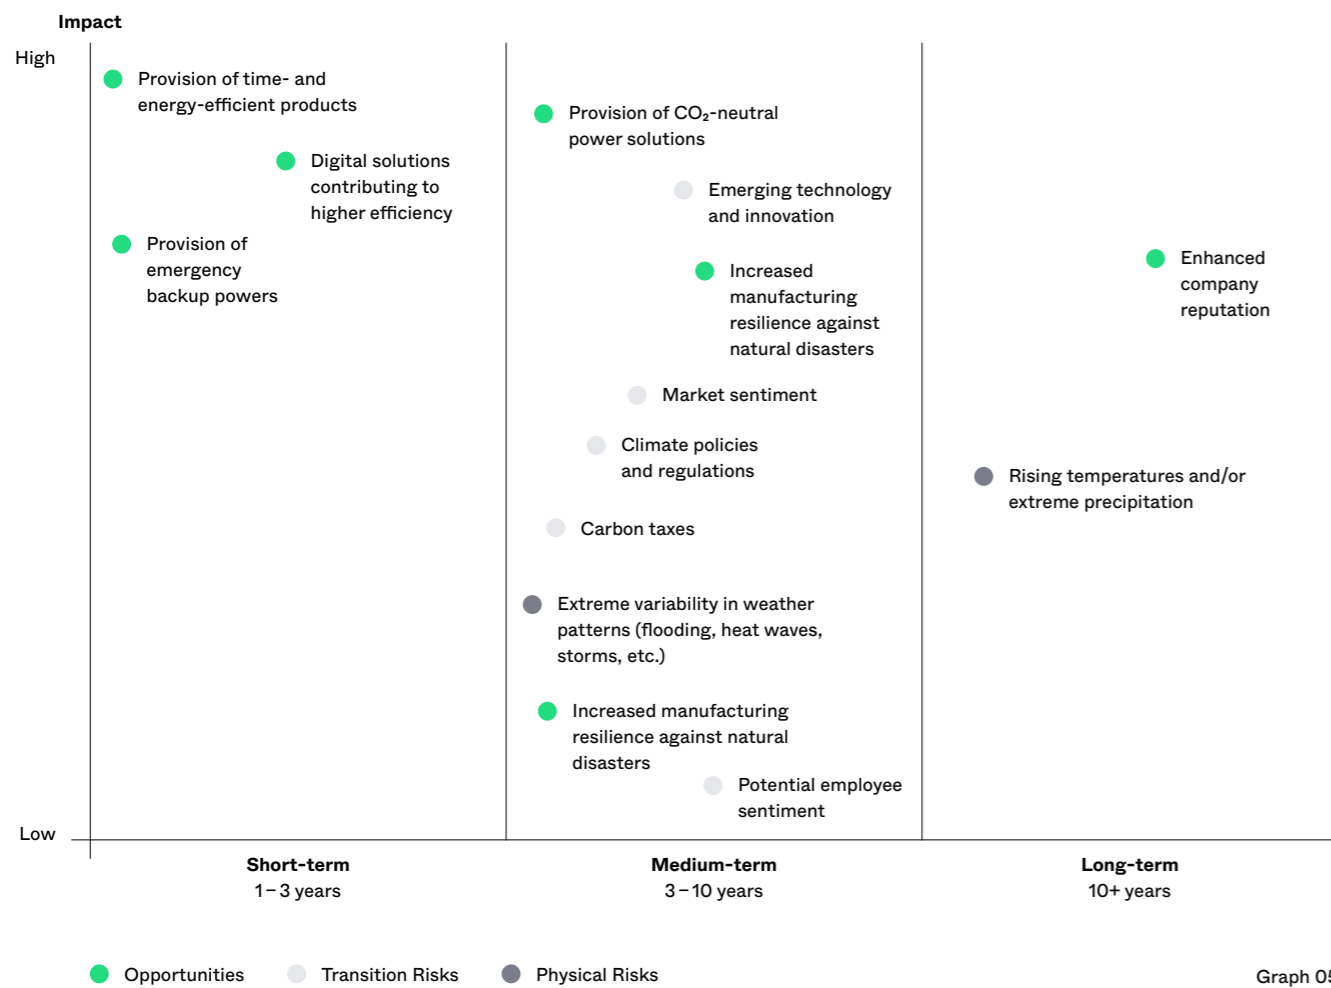 Impact
High
Provision of time- and
energy-efficient products
Digital solutions
contributing to
higher efficiency
Provision of
emergency
backup powers
Provision of CO₂-neutral
power solutions
Emerging technology
and innovation
Increased
manufacturing
resilience against
natural disasters
Market sentiment
Climate policies
and regulations
Carbon taxes
Extreme variability in weather
patterns (flooding, heat waves,
storms, etc.)
Increased manufacturing
resilience against natural
disasters
Potential employee
sentiment
Enhanced
company
reputation
Rising temperatures and/or
extreme precipitation
Low
Short-term
1–3 years
Medium-term
3–10 years
Long-term
10+ years
Opportunities
Transition Risks
Physical Risks
Graph 05